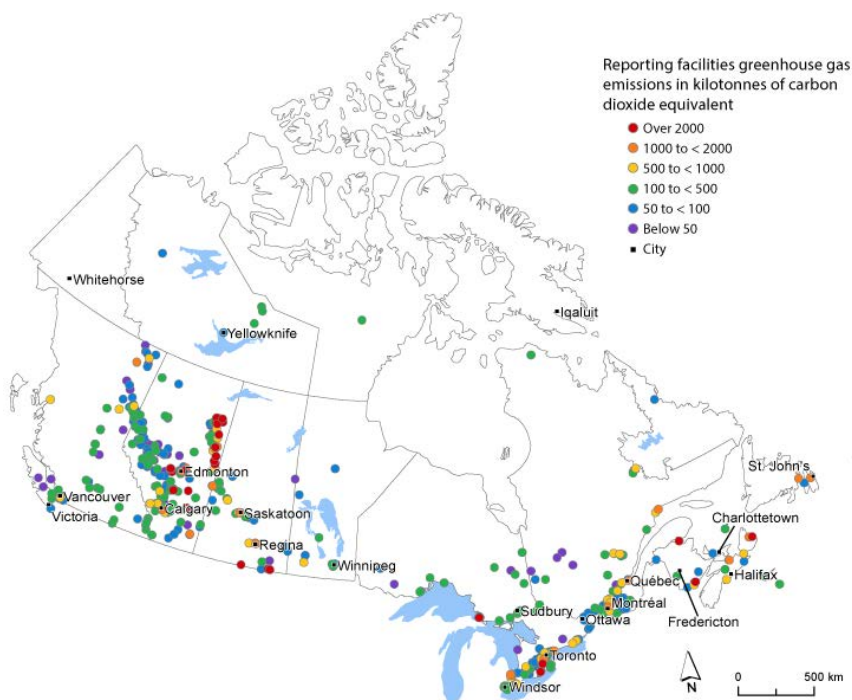 Reporting facilities greenhouse gas
emissions in kilotonnes of carbon
dioxide equivalent
Over 2000
1000 to < 2000
500 to < 1000
100 to < 500
50 to < 100
Below 50
City
Whitehorse
Iqaluit
Yellowknife
Edmonton
St. John's
Vancouver
Victoria
Calgary
Saskatoon
Charlottetown
Regina
Winnipeg
Québec
Halifax
Sudbury
Montréal
Ottawa
Fredericton
Toronto
Windsor
N
0 500 km